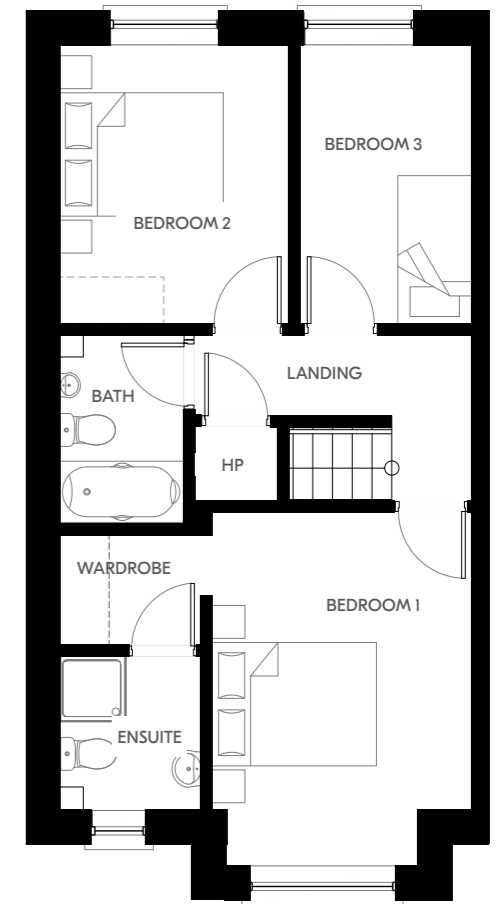 BEDROOM 3
BEDROOM 2
LANDING
BATH
HP
WARDROBE
BEDROOM 1
ENSUITE